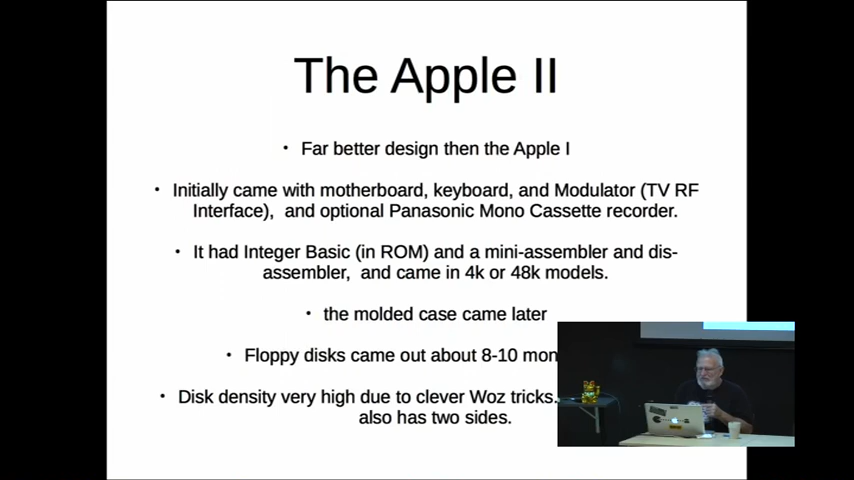 The Apple II
• Far better design then the Apple I
• Initially came with motherboard, keyboard, and Modulator (TV RF
Interface), and optional Panasonic Mono Cassette recorder.
• It had Integer Basic (in ROM) and a mini-assembler and dis-
assembler, and came in 4k or 48k models.
• the molded case came later
• Floppy disks came out about 8-10
• Disk density very high due to clever Woz tricks.
also has two sides.